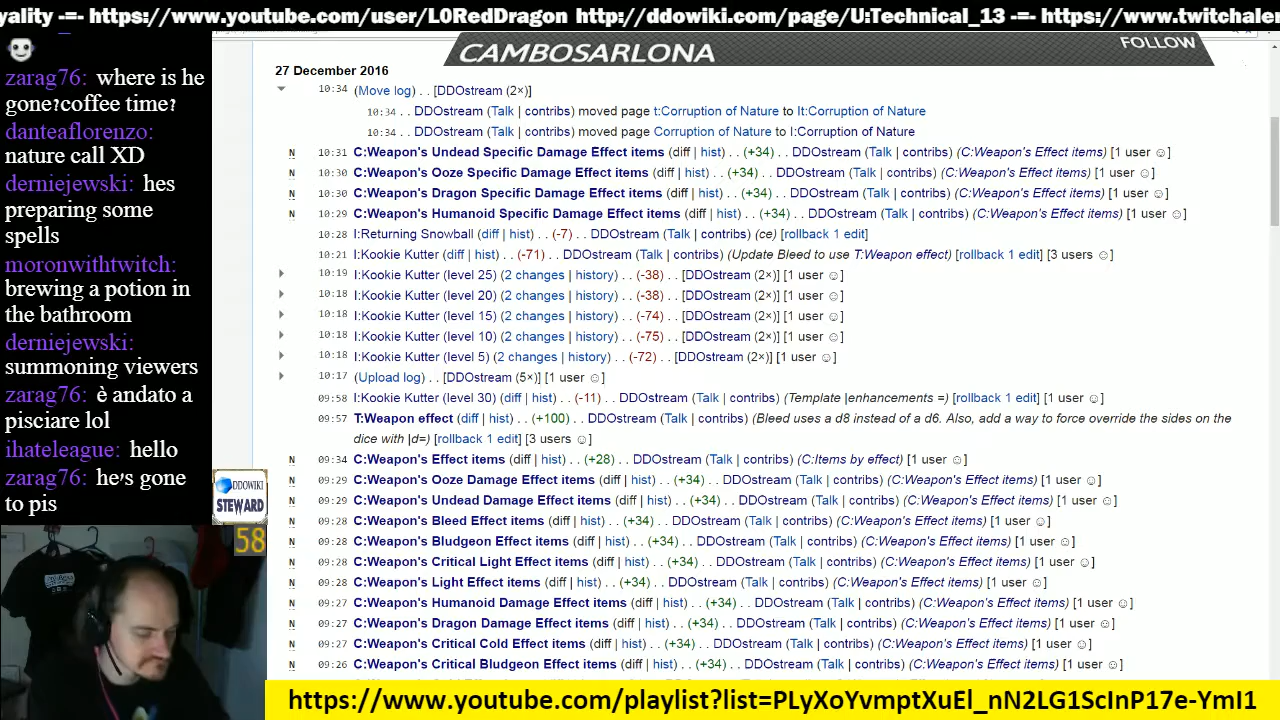 yality -=- https://www.youtube.com/user/L0RedDragon http://ddowiki.com/page/U:Technical_13 -=- https://www.twitchaler
CAMBOSARLONA
FOLLOW
zarag76: where is he
gone?coffee time?
danteaflorenzo:
nature call XD
derniejewski: hes
preparing some
spells
moronwithtwitch:
brewing a potion in
the bathroom
derniejewski:
summoning viewers
zarag76: è andato a
pisciare lol
ihateleague: hello
zarag76: he's gone
to pis
DDOWIKI
STEWARD
58
27 December 2016
10:34 (Move log) . . [DDOstream (2×)]
10:34 . . DDOstream (Talk | contribs) moved page t:Corruption of Nature to It:Corruption of Nature
10:34 . . DDOstream (Talk | contribs) moved page Corruption of Nature to I:Corruption of Nature
N 10:31 C:Weapon's Undead Specific Damage Effect items (diff | hist) . . (+34) . . DDOstream (Talk | contribs) (C:Weapon's Effect items) [1 user ☺]
N 10:30 C:Weapon's Ooze Specific Damage Effect items (diff | hist) . . (+34) . . DDOstream (Talk | contribs) (C:Weapon's Effect items) [1 user ☺]
N 10:30 C:Weapon's Dragon Specific Damage Effect items (diff | hist) . . (+34) . . DDOstream (Talk | contribs) (C:Weapon's Effect items) [1 user ☺]
N 10:29 C:Weapon's Humanoid Specific Damage Effect items (diff | hist) . . (+34) . . DDOstream (Talk | contribs) (C:Weapon's Effect items) [1 user ☺]
10:28 I:Returning Snowball (diff | hist) . . (-7) . . DDOstream (Talk | contribs) (ce) [rollback 1 edit]
10:21 I:Kookie Kutter (diff | hist) . . (-71) . . DDOstream (Talk | contribs) (Update Bleed to use T:Weapon effect) [rollback 1 edit] [3 users ☺]
10:19 I:Kookie Kutter (level 25) (2 changes | history) . . (-38) . . [DDOstream (2×)] [1 user ☺]
10:18 I:Kookie Kutter (level 20) (2 changes | history) . . (-38) . . [DDOstream (2×)] [1 user ☺]
10:18 I:Kookie Kutter (level 15) (2 changes | history) . . (-74) . . [DDOstream (2×)] [1 user ☺]
10:18 I:Kookie Kutter (level 10) (2 changes | history) . . (-75) . . [DDOstream (2×)] [1 user ☺]
10:18 I:Kookie Kutter (level 5) (2 changes | history) . . (-72) . . [DDOstream (2×)] [1 user ☺]
10:17 (Upload log) . . [DDOstream (5×)] [1 user ☺]
09:58 I:Kookie Kutter (level 30) (diff | hist) . . (-11) . . DDOstream (Talk | contribs) (Template |enhancements =) [rollback 1 edit] [1 user ☺]
09:57 T:Weapon effect (diff | hist) . . (+100) . . DDOstream (Talk | contribs) (Bleed uses a d8 instead of a d6. Also, add a way to force override the sides on the
dice with |d=) [rollback 1 edit] [3 users ☺]
N 09:34 C:Weapon's Effect items (diff | hist) . . (+28) . . DDOstream (Talk | contribs) (C:Items by effect) [1 user ☺]
N 09:29 C:Weapon's Ooze Damage Effect items (diff | hist) . . (+34) . . DDOstream (Talk | contribs) (C:Weapon's Effect items) [1 user ☺]
N 09:29 C:Weapon's Undead Damage Effect items (diff | hist) . . (+34) . . DDOstream (Talk | contribs) (C:Weapon's Effect items) [1 user ☺]
N 09:28 C:Weapon's Bleed Effect items (diff | hist) . . (+34) . . DDOstream (Talk | contribs) (C:Weapon's Effect items) [1 user ☺]
N 09:28 C:Weapon's Bludgeon Effect items (diff | hist) . . (+34) . . DDOstream (Talk | contribs) (C:Weapon's Effect items) [1 user ☺]
N 09:28 C:Weapon's Critical Light Effect items (diff | hist) . . (+34) . . DDOstream (Talk | contribs) (C:Weapon's Effect items) [1 user ☺]
N 09:28 C:Weapon's Light Effect items (diff | hist) . . (+34) . . DDOstream (Talk | contribs) (C:Weapon's Effect items) [1 user ☺]
N 09:27 C:Weapon's Humanoid Damage Effect items (diff | hist) . . (+34) . . DDOstream (Talk | contribs) (C:Weapon's Effect items) [1 user ☺]
N 09:27 C:Weapon's Dragon Damage Effect items (diff | hist) . . (+34) . . DDOstream (Talk | contribs) (C:Weapon's Effect items) [1 user ☺]
N 09:27 C:Weapon's Critical Cold Effect items (diff | hist) . . (+34) . . DDOstream (Talk | contribs) (C:Weapon's Effect items) [1 user ☺]
N 09:26 C:Weapon's Critical Bludgeon Effect items (diff | hist) . . (+34) . . DDOstream (Talk | contribs) (C:Weapon's Effect items) [1 user ☺]
https://www.youtube.com/playlist?list=PLyXoYvmptXuEl_nN2LG1ScInP17e-YmI1